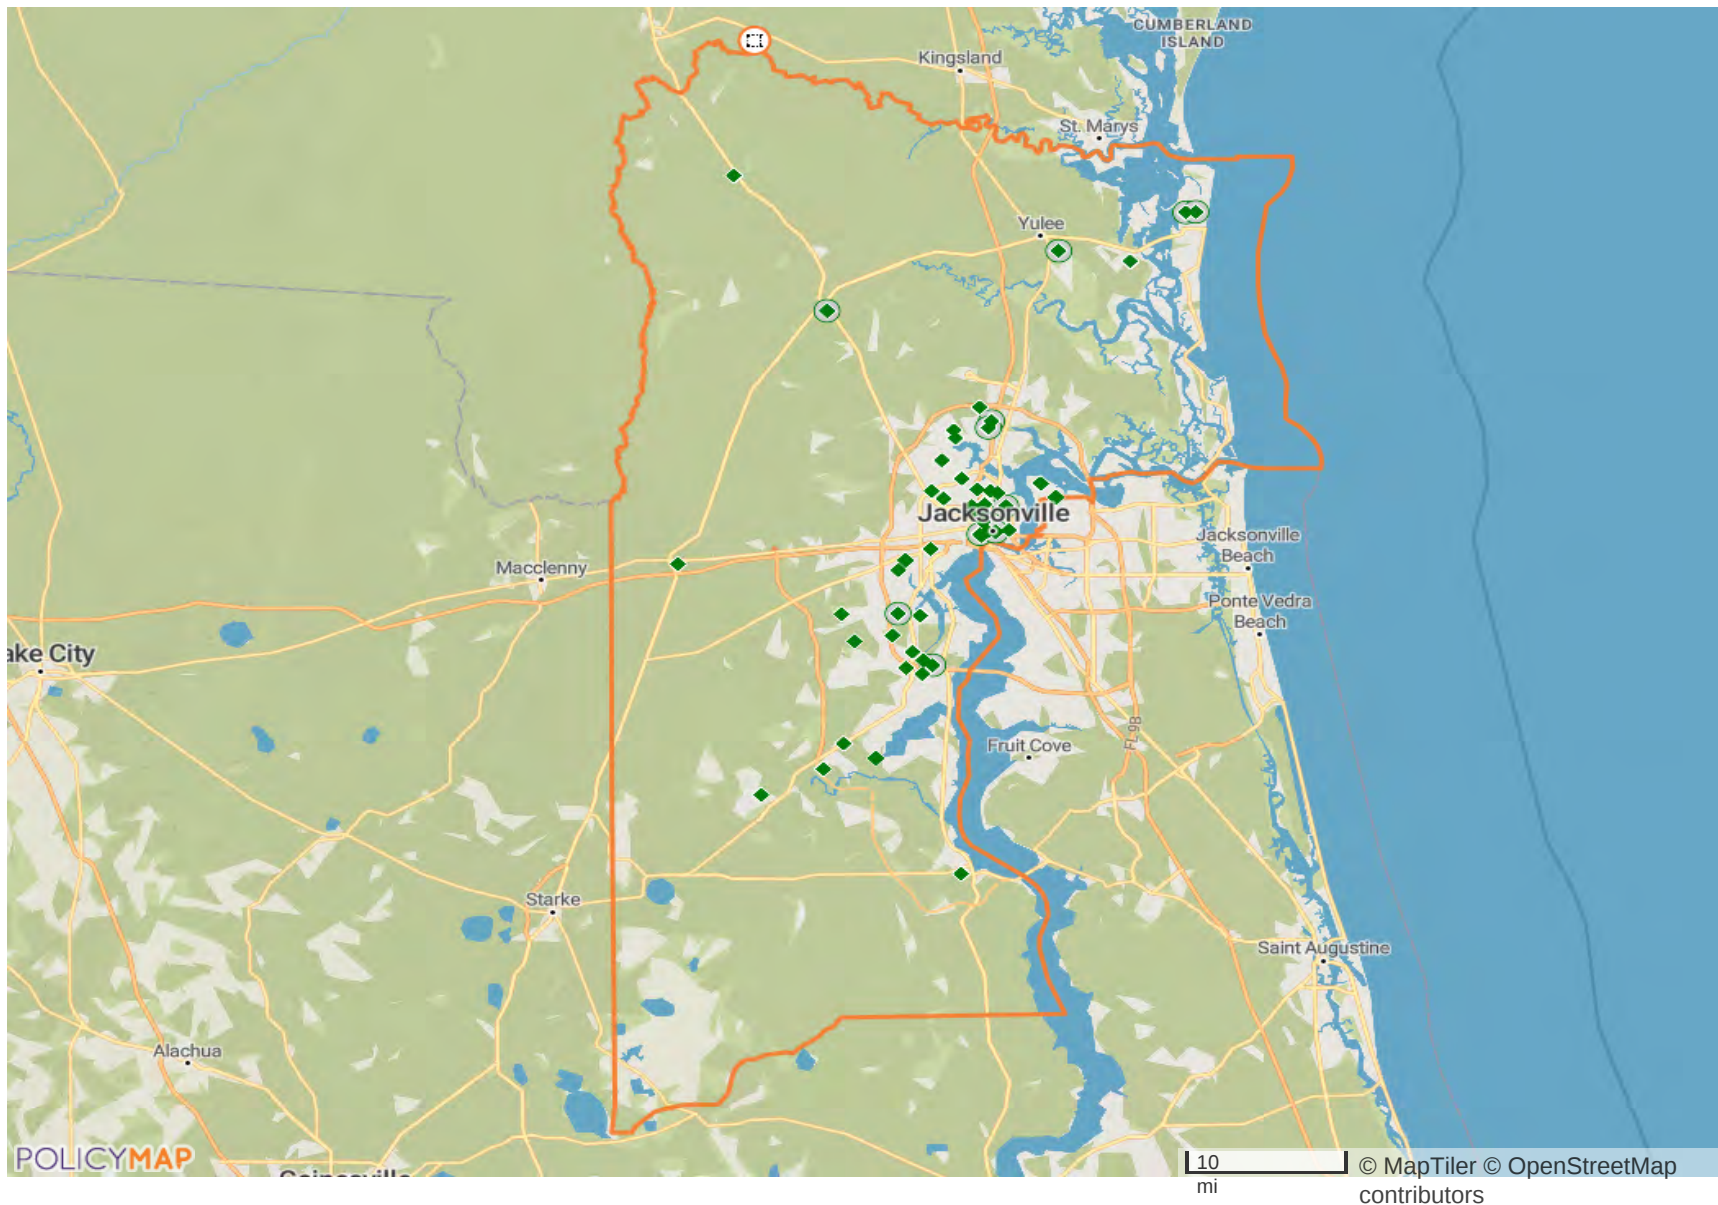 CUMBERLAND
ISLAND
Kingsland
St. Marys
Yulee
Jacksonville
Jacksonville
Beach
Macclenny
Ponte Vedra
Beach
ake City
FL-9B
Fruit Cove
Starke
Saint Augustine
Alachua
POLICYMAP
Gainesville
10
mi
© MapTiler © OpenStreetMap
contributors